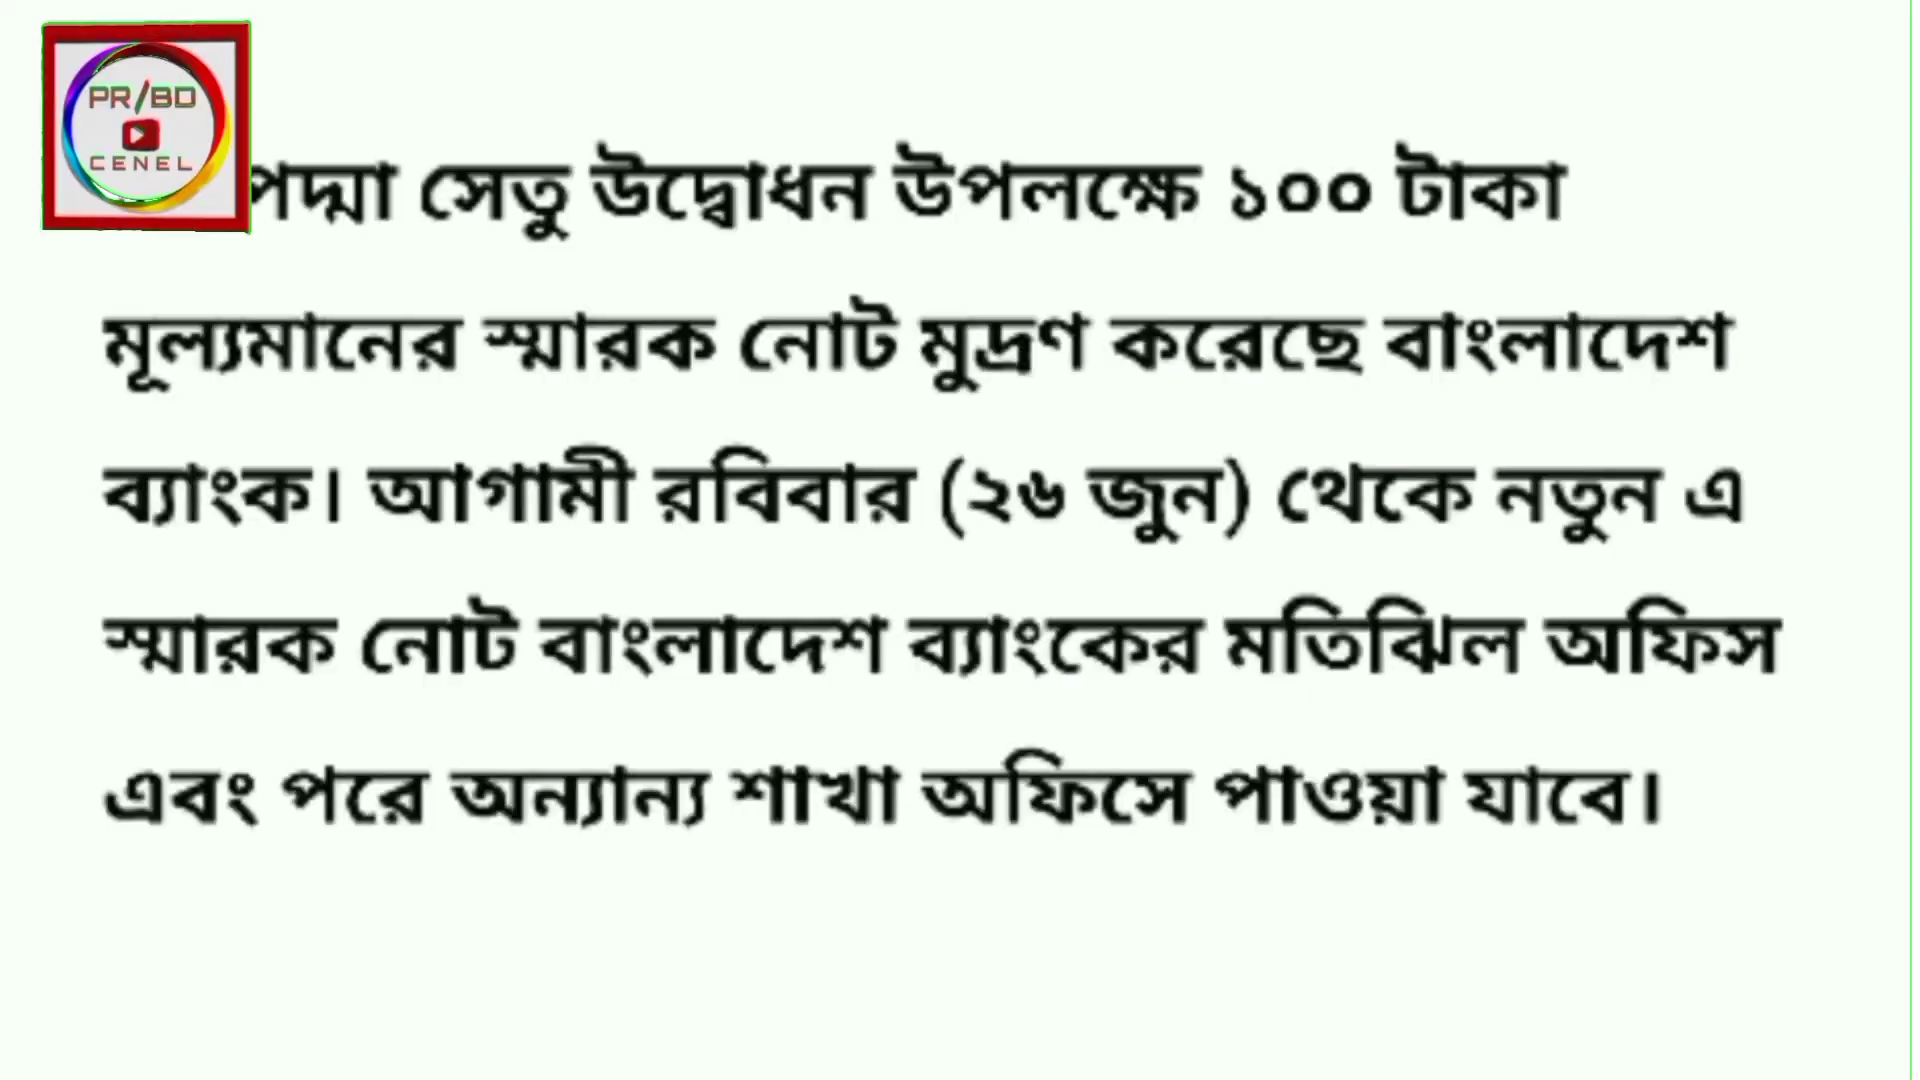 PR/BD
CENEL
পদ্মা সেতু উদ্বোধন উপলক্ষে ১০০ টাকা
মূল্যমানের স্মারক নোট মুদ্রণ করেছে বাংলাদেশ
ব্যাংক। আগামী রবিবার (২৬ জুন) থেকে নতুন এ
স্মারক নোট বাংলাদেশ ব্যাংকের মতিঝিল অফিস
এবং পরে অন্যান্য শাখা অফিসে পাওয়া যাবে।